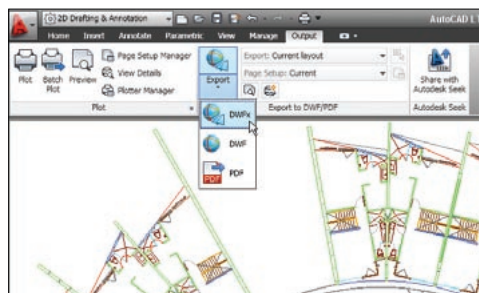 2D Drafting & Annotation
AutoCAD L
Home Insert Annotate Parametric View Manage Output
Plot
Batch Plot
Preview
Page Setup Manager
View Details
Plotter Manager
Plot
Export
Export: Current layout
Page Setup: Current
Export to DWF/PDF
Share with Autodesk Seek
Autodesk Seek
DWFx
DWF
PDF
PDF